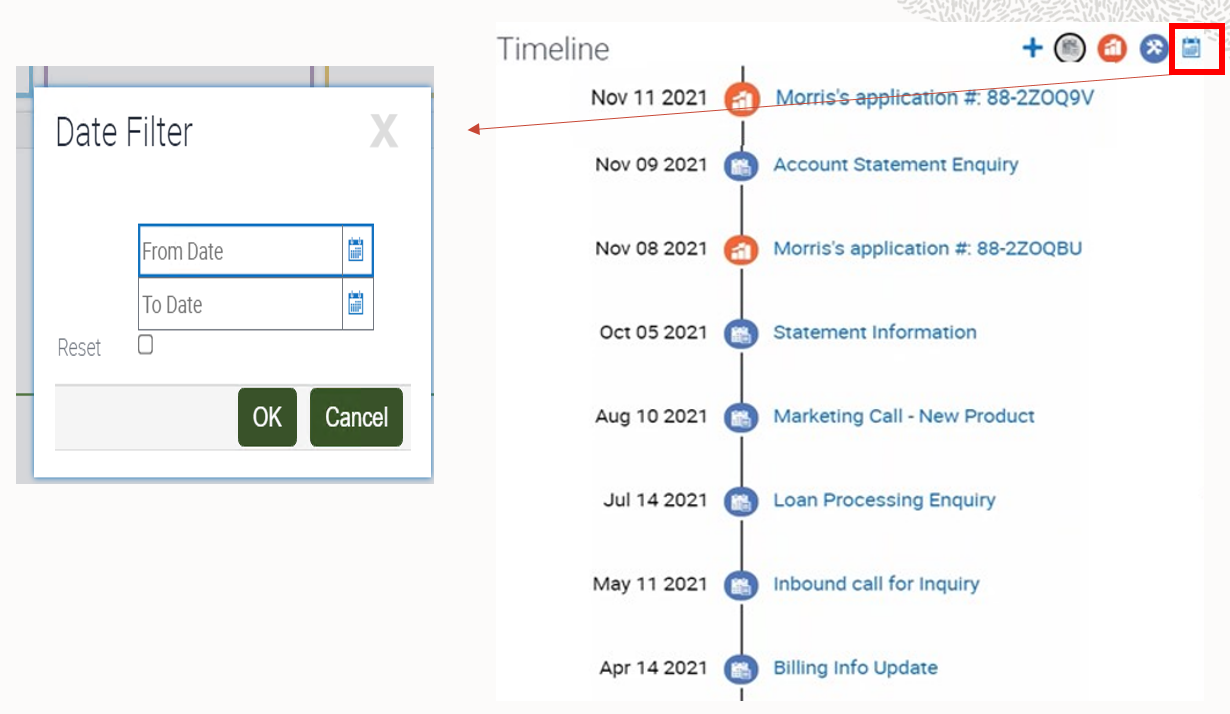 Timeline
Nov 11 2021 Morris's application #: 88-2ZOQ9V
Nov 09 2021 Account Statement Enquiry
Nov 08 2021 Morris's application #: 88-2ZOQBU
Oct 05 2021 Statement Information
Aug 10 2021 Marketing Call - New Product
Jul 14 2021 Loan Processing Enquiry
May 11 2021 Inbound call for Inquiry
Apr 14 2021 Billing Info Update
Date Filter X
From Date
To Date
Reset
OK Cancel